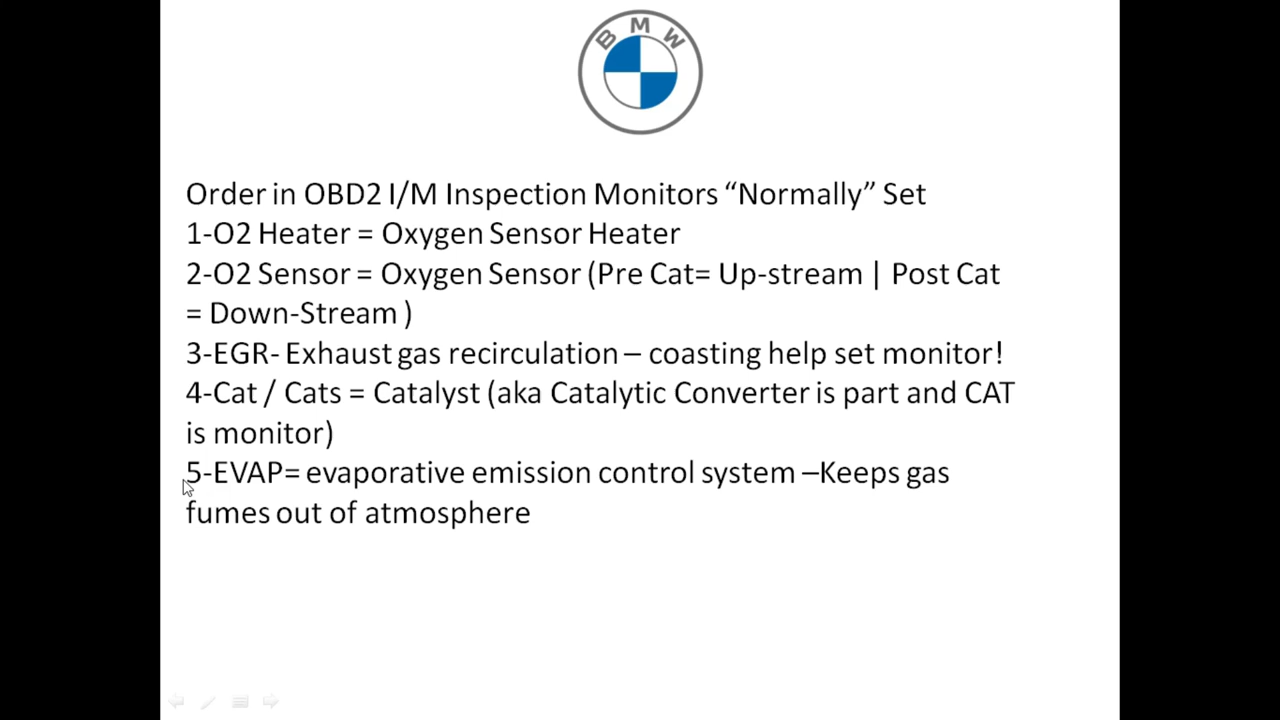 BMW
Order in OBD2 I/M Inspection Monitors “Normally” Set
1-O2 Heater = Oxygen Sensor Heater
2-O2 Sensor = Oxygen Sensor (Pre Cat= Up-stream | Post Cat
= Down-Stream )
3-EGR- Exhaust gas recirculation – coasting help set monitor!
4-Cat / Cats = Catalyst (aka Catalytic Converter is part and CAT
is monitor)
5-EVAP= evaporative emission control system –Keeps gas
fumes out of atmosphere